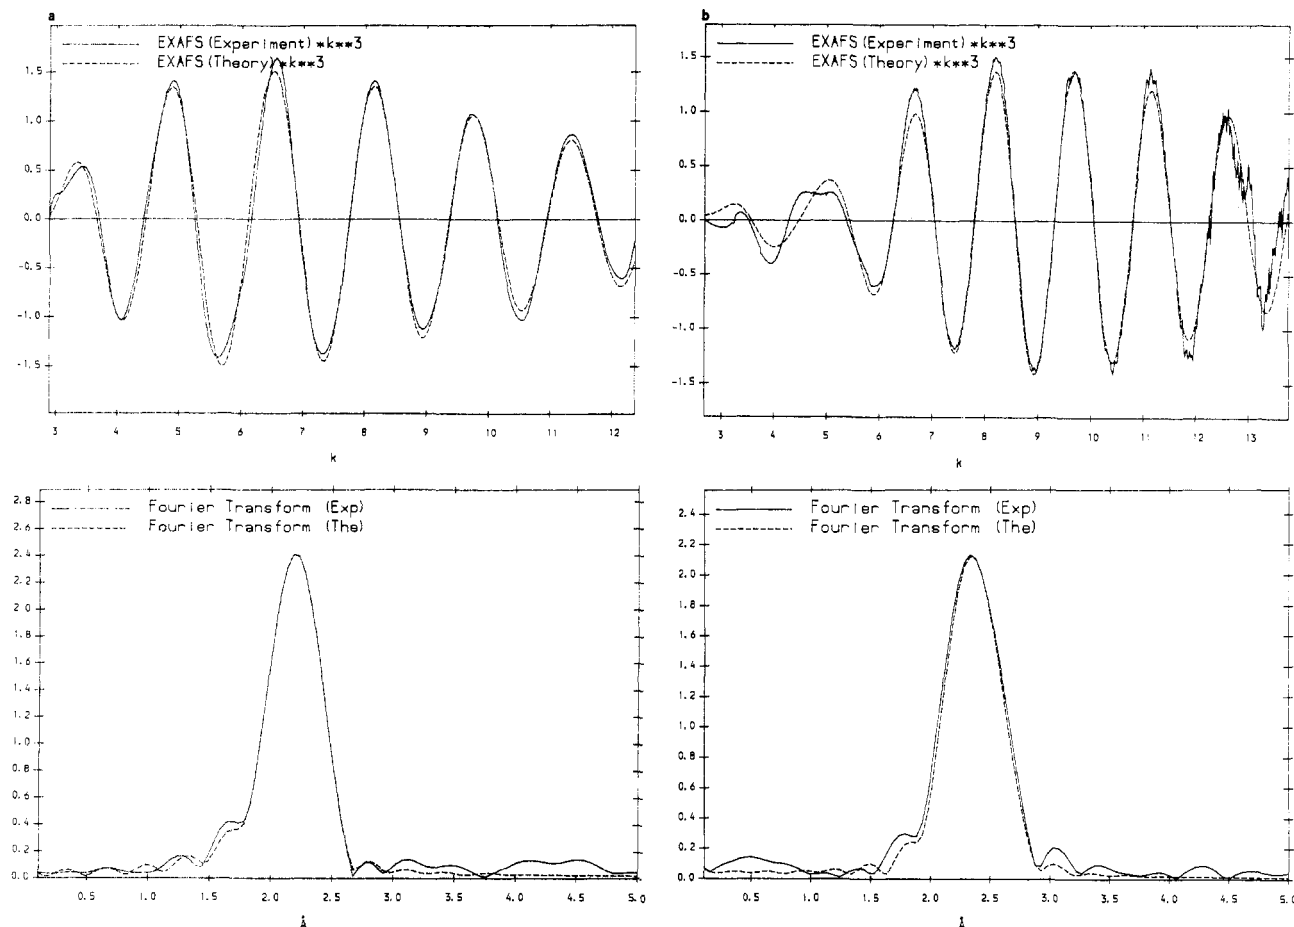 a
EXAFS (Experiment) *k**3
EXAFS (Theory) *k**3
1.5
1.0
0.5
0.0
-0.5
-1.0
-1.5
3 4 5 6 7 8 9 10 11 12
k
b
EXAFS (Experiment) *k**3
EXAFS (Theory) *k**3
1.5
1.0
0.5
0.0
-0.5
-1.0
-1.5
3 4 5 6 7 8 9 10 11 12 13
k
2.8
2.6
2.4
2.2
2.0
1.8
1.6
1.4
1.2
1.0
0.8
0.6
0.4
0.2
0.0
Fourier Transform (Exp)
Fourier Transform (The)
0.5 1.0 1.5 2.0 2.5 3.0 3.5 4.0 4.5 5.0
Å
2.4
2.2
2.0
1.8
1.6
1.4
1.2
1.0
0.8
0.6
0.4
0.2
0.0
Fourier Transform (Exp)
Fourier Transform (The)
0.5 1.0 1.5 2.0 2.5 3.0 3.5 4.0 4.5 5.0
Å